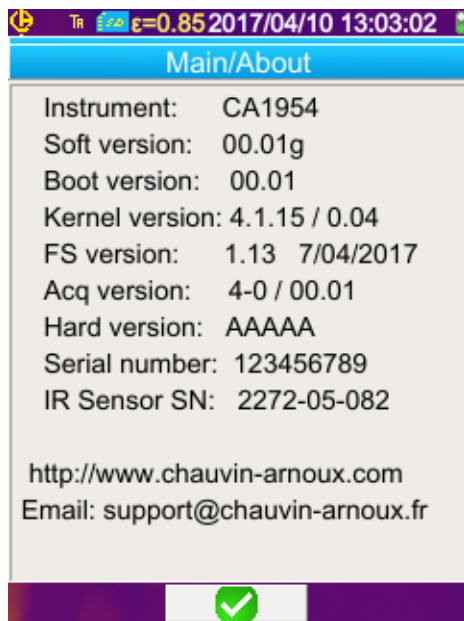 TR SD ε=0.85 2017/04/10 13:03:02
Main/About
Instrument: CA1954
Soft version: 00.01g
Boot version: 00.01
Kernel version: 4.1.15 / 0.04
FS version: 1.13 7/04/2017
Acq version: 4-0 / 00.01
Hard version: AAAAA
Serial number: 123456789
IR Sensor SN: 2272-05-082
http://www.chauvin-arnoux.com
Email: support@chauvin-arnoux.fr